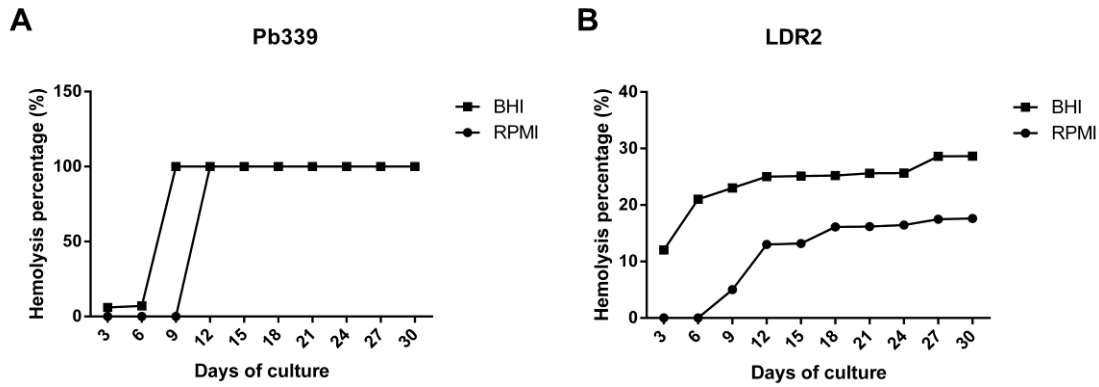 A
Pb339
Hemolysis percentage (%)
150
100
50
0
3 6 9 12 15 18 21 24 27 30
Days of culture
BHI
RPMI
B
LDR2
Hemolysis percentage (%)
40
30
20
10
0
3 6 9 12 15 18 21 24 27 30
Days of culture
BHI
RPMI